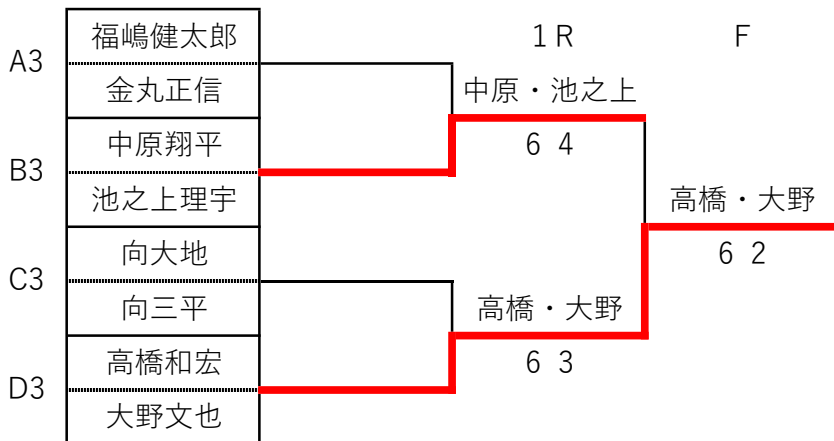 福嶋健太郎 1R F
A3
金丸正信 中原・池之上
中原翔平 6 4
B3
池之上理宇 高橋・大野
向大地 6 2
C3
向三平 高橋・大野
高橋和宏 6 3
D3
大野文也